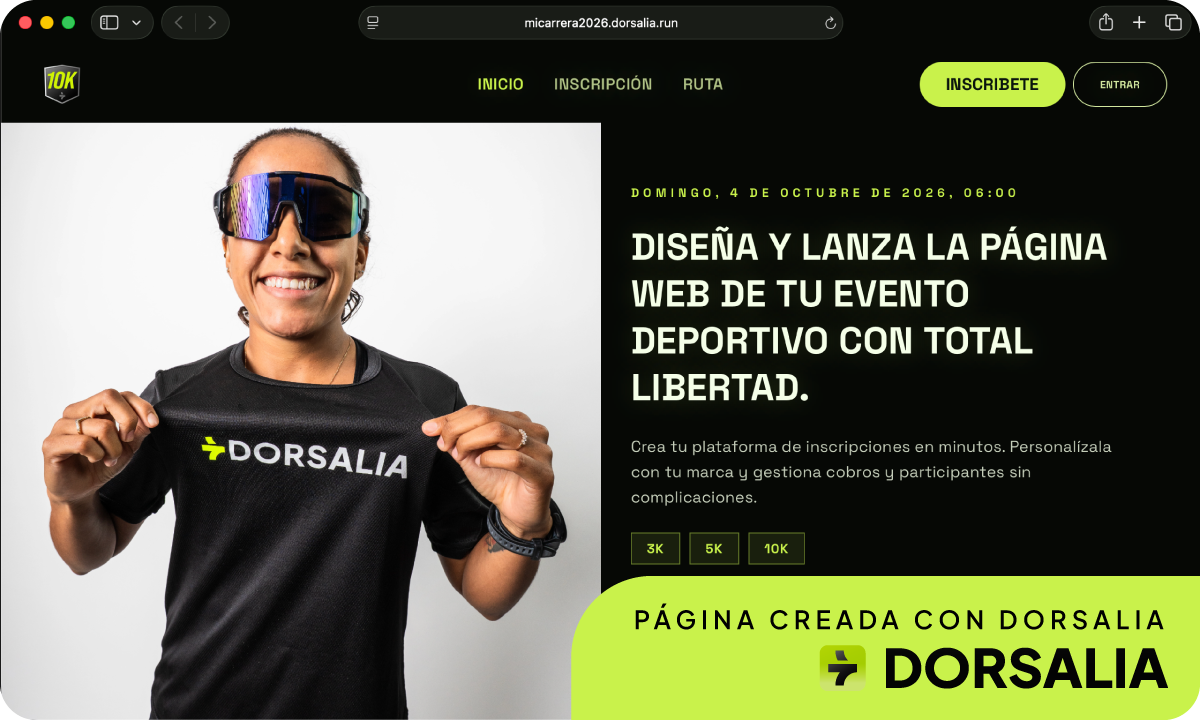 micarrera2026.dorsalia.run
10K
INICIO
INSCRIPCIÓN
RUTA
INSCRIBETE
ENTRAR
DORSALIA
DOMINGO, 4 DE OCTUBRE DE 2026, 06:00
DISEÑA Y LANZA LA PÁGINA
WEB DE TU EVENTO
DEPORTIVO CON TOTAL
LIBERTAD.
Crea tu plataforma de inscripciones en minutos. Personalízala
con tu marca y gestiona cobros y participantes sin
complicaciones.
3K
5K
10K
PÁGINA CREADA CON DORSALIA
DORSALIA